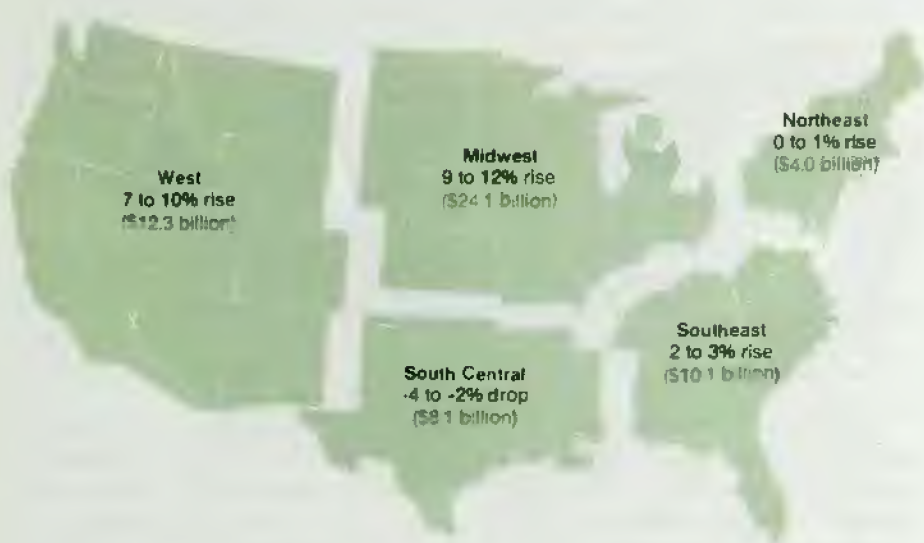 Northeast
0 to 1% rise
($4.0 billion)
Midwest
9 to 12% rise
($24.1 billion)
West
7 to 10% rise
($12.3 billion)
Southeast
2 to 3% rise
($10.1 billion)
South Central
-4 to -2% drop
($8.1 billion)